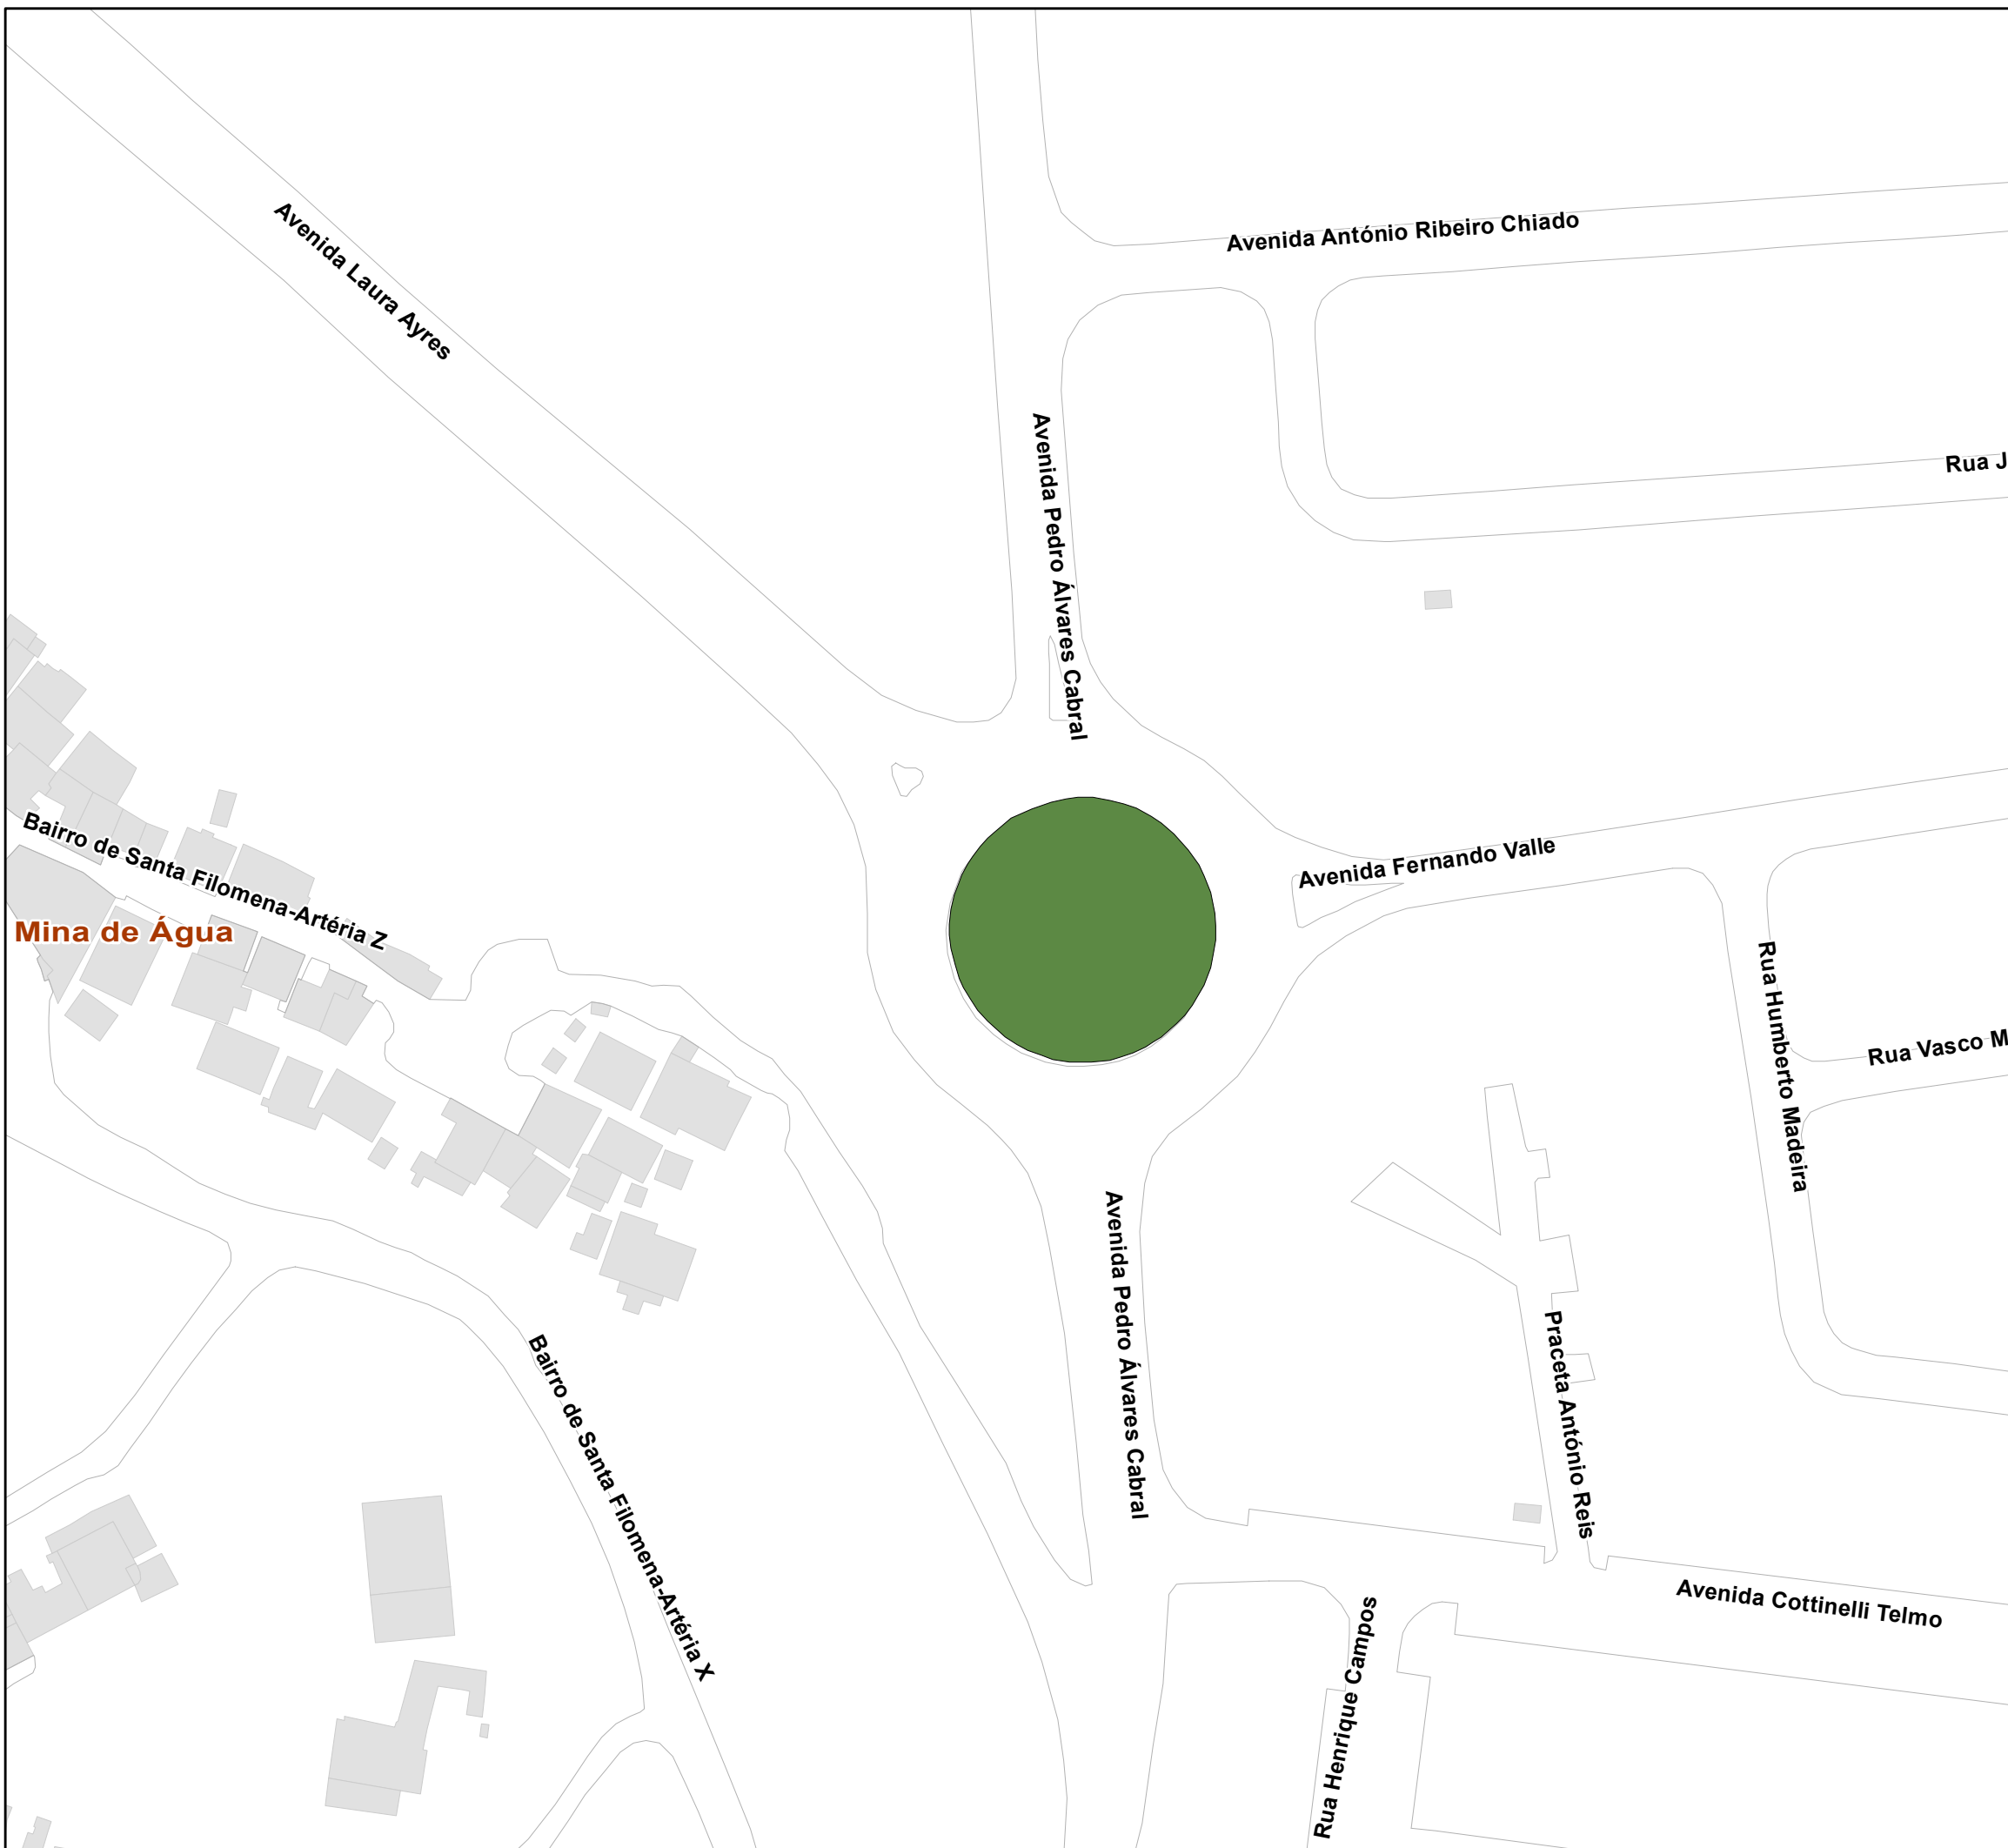 Avenida Laura Ayres
Avenida António Ribeiro Chiado
Rua J
Avenida Pedro Álvares Cabral
Avenida Fernando Valle
Bairro de Santa Filomena-Artéria Z
Mina de Água
Rua Humberto Madeira
Rua Vasco M
Avenida Pedro Álvares Cabral
Praceta António Reis
Bairro de Santa Filomena-Artéria X
Avenida Cottinelli Telmo
Rua Henrique Campos